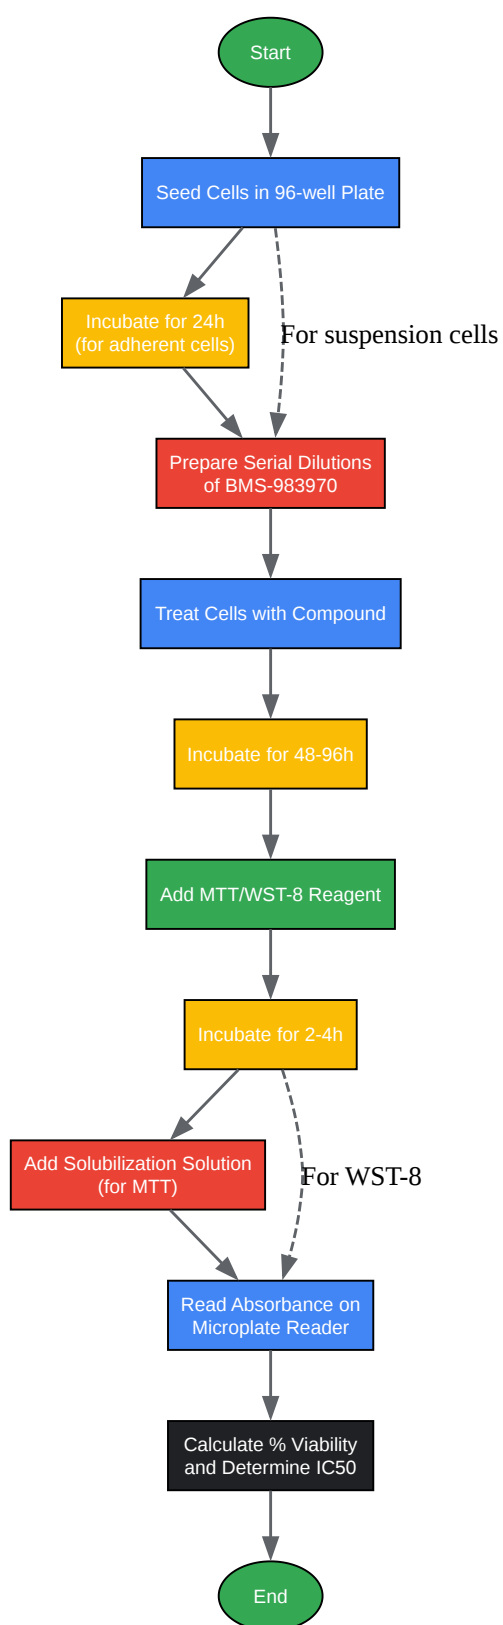 Start
Seed Cells in 96-well Plate
Incubate for 24h
(for adherent cells)
For suspension cells
Prepare Serial Dilutions
of BMS-983970
Treat Cells with Compound
Incubate for 48-96h
Add MTT/WST-8 Reagent
Incubate for 2-4h
Add Solubilization Solution
(for MTT)
For WST-8
Read Absorbance on
Microplate Reader
Calculate % Viability
and Determine IC50
End